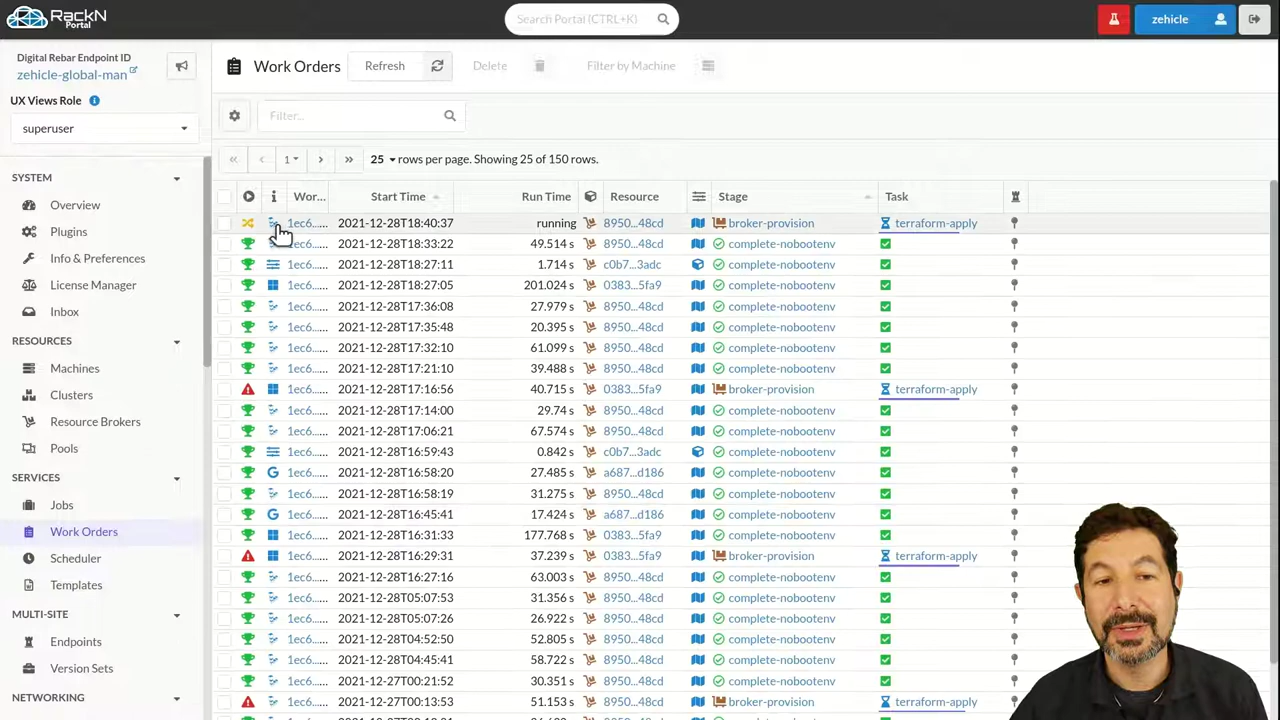 RackN
Portal
Search Portal (CTRL+K)
zehicle
Digital Rebar Endpoint ID
zehicle-global-man
UX Views Role
superuser
SYSTEM
Overview
Plugins
Info & Preferences
License Manager
Inbox
RESOURCES
Machines
Clusters
Resource Brokers
Pools
SERVICES
Jobs
Work Orders
Scheduler
Templates
MULTI-SITE
Endpoints
Version Sets
NETWORKING
Work Orders
Refresh
Delete
Filter by Machine
Filter...
1
25 rows per page. Showing 25 of 150 rows.
Wor... Start Time Run Time Resource Stage Task
1ec6...... 2021-12-28T18:40:37 running 8950...48cd broker-provision terraform-apply
1ec6...... 2021-12-28T18:33:22 49.514 s 8950...48cd complete-nobootenv
1ec6...... 2021-12-28T18:27:11 1.714 s c0b7...3adc complete-nobootenv
1ec6...... 2021-12-28T18:27:05 201.024 s 0383...5fa9 complete-nobootenv
1ec6...... 2021-12-28T17:36:08 27.979 s 8950...48cd complete-nobootenv
1ec6...... 2021-12-28T17:35:48 20.395 s 8950...48cd complete-nobootenv
1ec6...... 2021-12-28T17:32:10 61.099 s 8950...48cd complete-nobootenv
1ec6...... 2021-12-28T17:21:10 39.488 s 8950...48cd complete-nobootenv
1ec6...... 2021-12-28T17:16:56 40.715 s 0383...5fa9 broker-provision terraform-apply
1ec6...... 2021-12-28T17:14:00 29.74 s 8950...48cd complete-nobootenv
1ec6...... 2021-12-28T17:06:21 67.574 s 8950...48cd complete-nobootenv
1ec6...... 2021-12-28T16:59:43 0.842 s c0b7...3adc complete-nobootenv
1ec6...... 2021-12-28T16:58:20 27.485 s a687...d186 complete-nobootenv
1ec6...... 2021-12-28T16:58:19 31.275 s 8950...48cd complete-nobootenv
1ec6...... 2021-12-28T16:45:41 17.424 s a687...d186 complete-nobootenv
1ec6...... 2021-12-28T16:31:33 177.768 s 0383...5fa9 complete-nobootenv
1ec6...... 2021-12-28T16:29:31 37.239 s 0383...5fa9 broker-provision terraform-apply
1ec6...... 2021-12-28T16:27:16 63.003 s 8950...48cd complete-nobootenv
1ec6...... 2021-12-28T05:07:53 31.356 s 8950...48cd complete-nobootenv
1ec6...... 2021-12-28T05:07:26 26.922 s 8950...48cd complete-nobootenv
1ec6...... 2021-12-28T04:52:50 52.805 s 8950...48cd complete-nobootenv
1ec6...... 2021-12-28T04:45:41 58.722 s 8950...48cd complete-nobootenv
1ec6...... 2021-12-27T00:21:52 30.351 s 8950...48cd complete-nobootenv
1ec6...... 2021-12-27T00:13:53 51.153 s 8950...48cd broker-provision terraform-apply